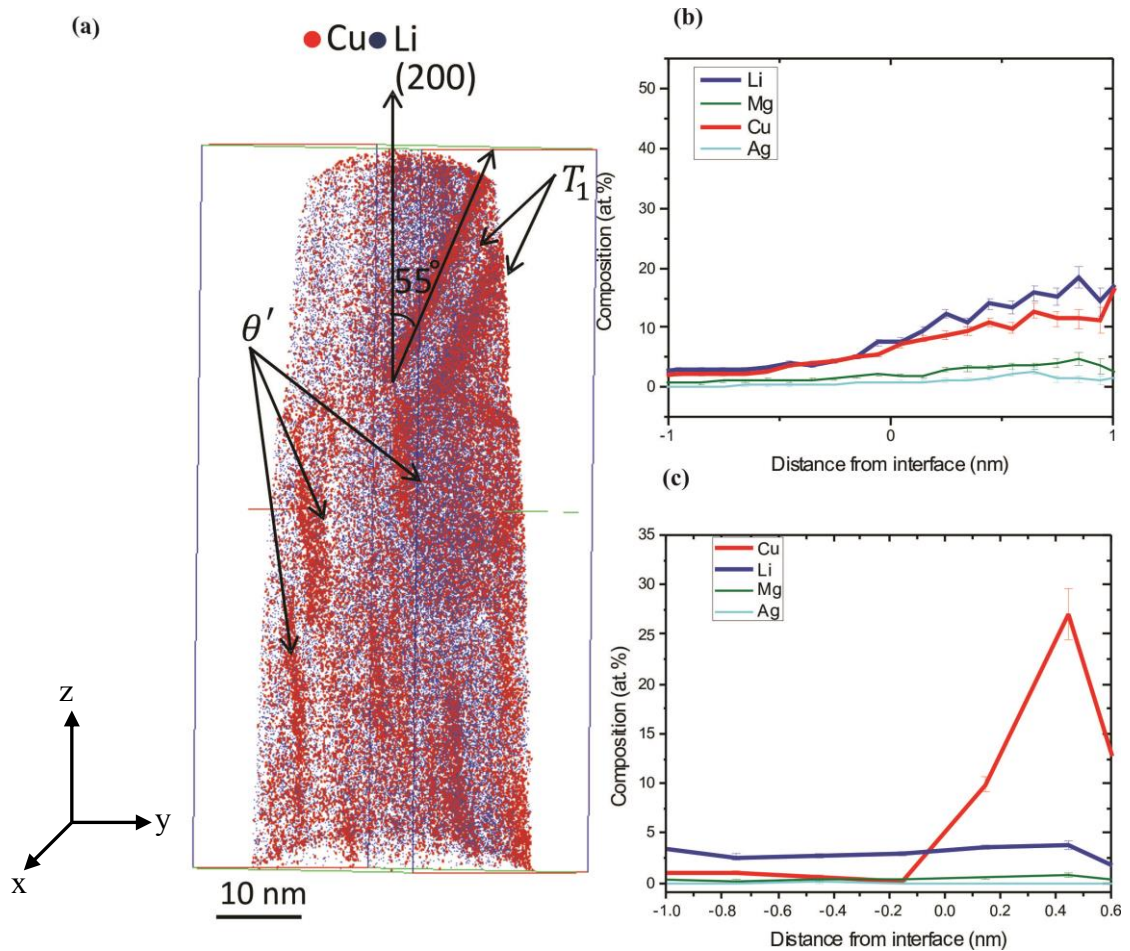 (a)
Cu Li
(200)
T₁
55°
θ′
z
y
x
10 nm
(b)
Li
Mg
Cu
Ag
50
40
30
20
10
0
-1
0
1
Composition (at.%)
Distance from interface (nm)
(c)
Cu
Li
Mg
Ag
35
30
25
20
15
10
5
0
-1.0 -0.8 -0.6 -0.4 -0.2 0.0 0.2 0.4 0.6
Composition (at.%)
Distance from interface (nm)